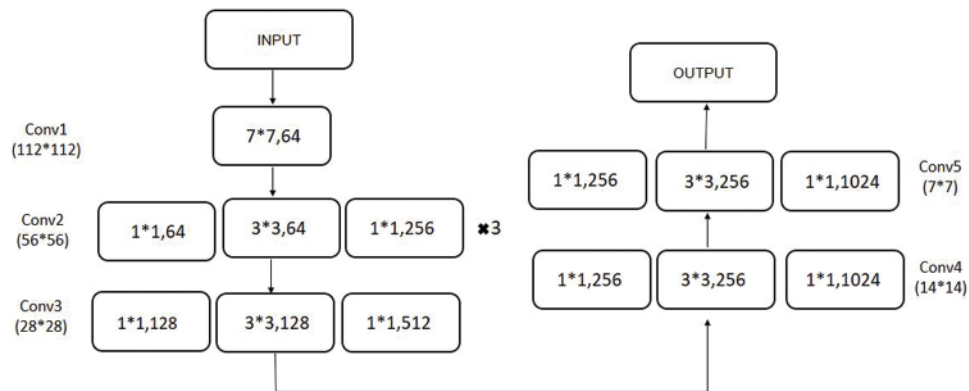 INPUT
Conv1
(112*112)
7*7,64
Conv2
(56*56)
1*1,64
3*3,64
1*1,256
✖3
Conv3
(28*28)
1*1,128
3*3,128
1*1,512
OUTPUT
1*1,256
3*3,256
1*1,1024
Conv5
(7*7)
1*1,256
3*3,256
1*1,1024
Conv4
(14*14)